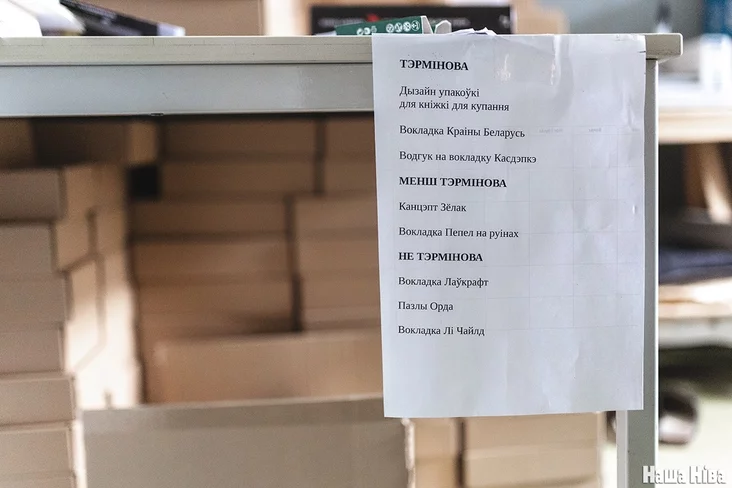 ТЭРМІНОВА
Дызайн упакоўкі
для кніжкі для купання
Вокладка Краіны Беларусь
Водгук на вокладку Касдэпкэ
МЕНШ ТЭРМІНОВА
Канцэпт Зёлак
Вокладка Пепел на руінах
НЕ ТЭРМІНОВА
Вокладка Лаўкрафт
Пазлы Орда
Вокладка Лі Чайлд
Наша Ніва